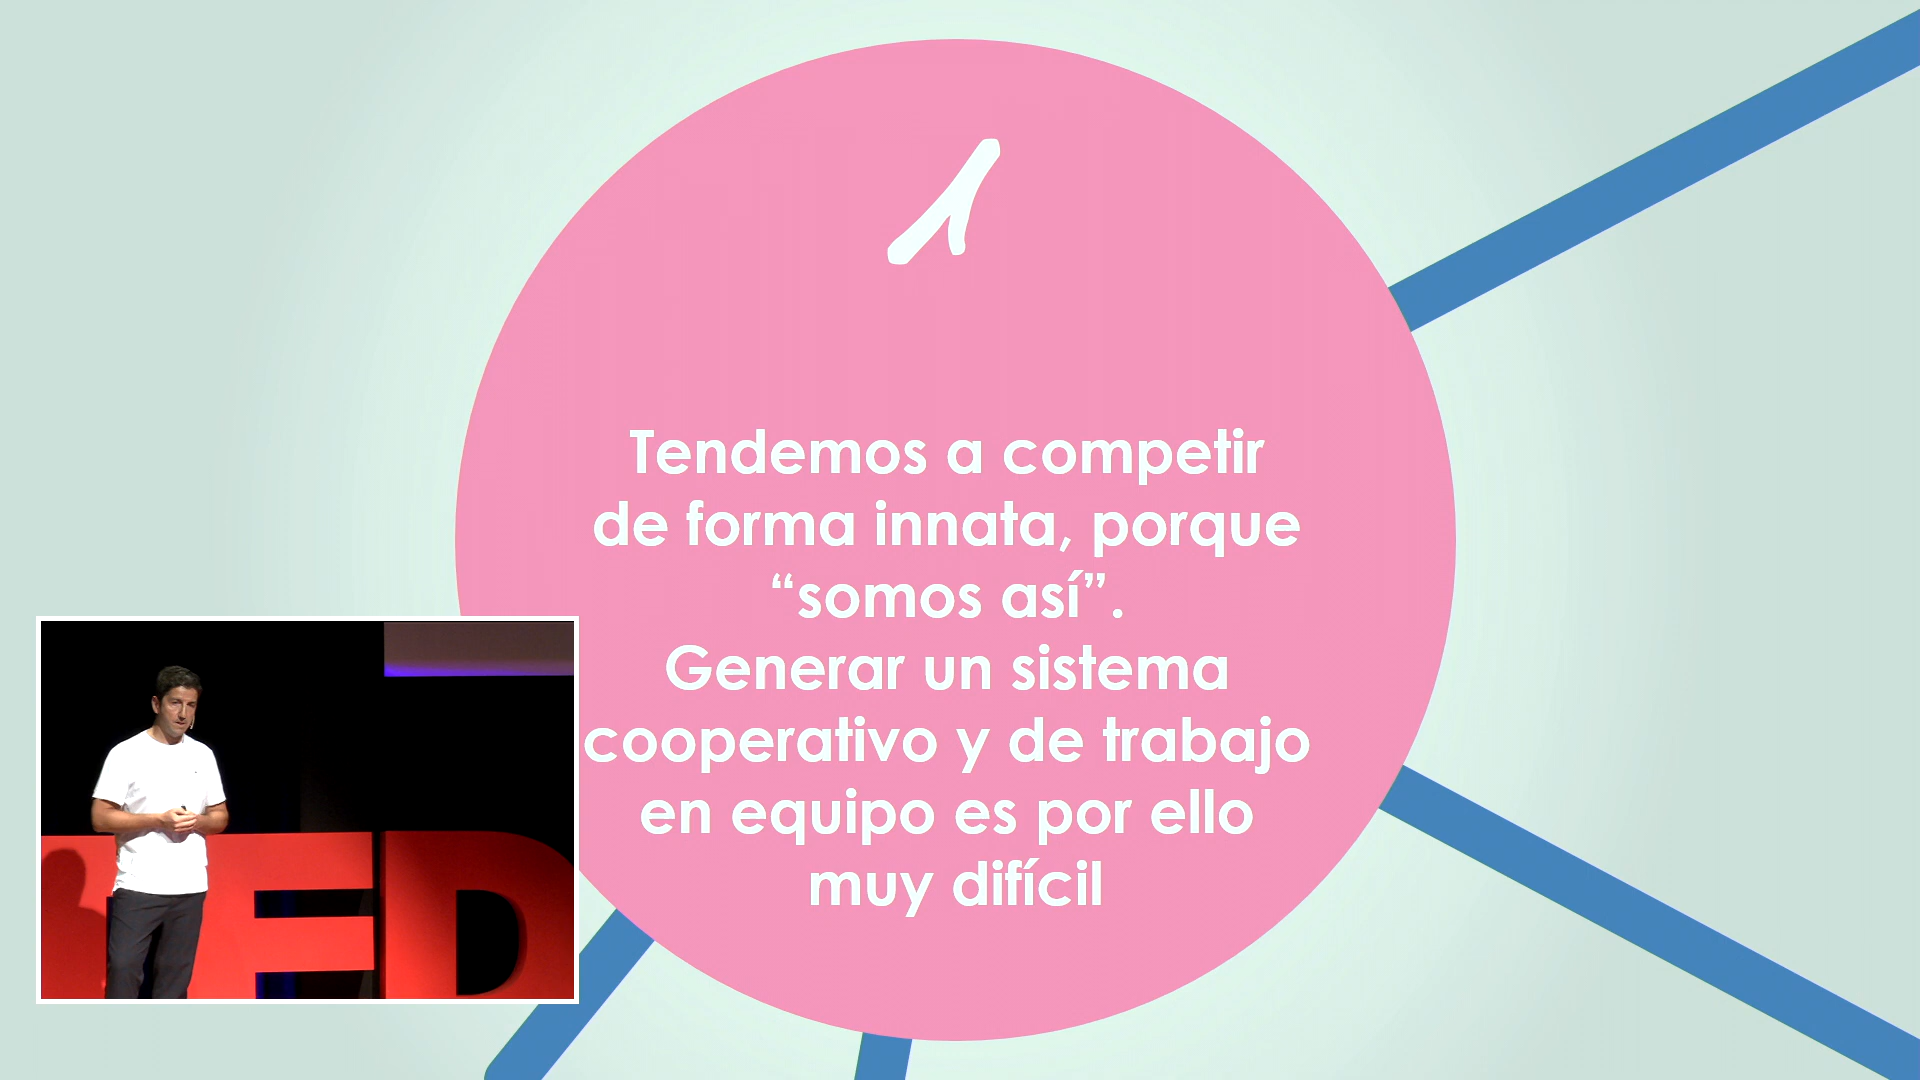 1
Tendemos a competir
de forma innata, porque
“somos así”.
Generar un sistema
cooperativo y de trabajo
en equipo es por ello
muy difícil
TED